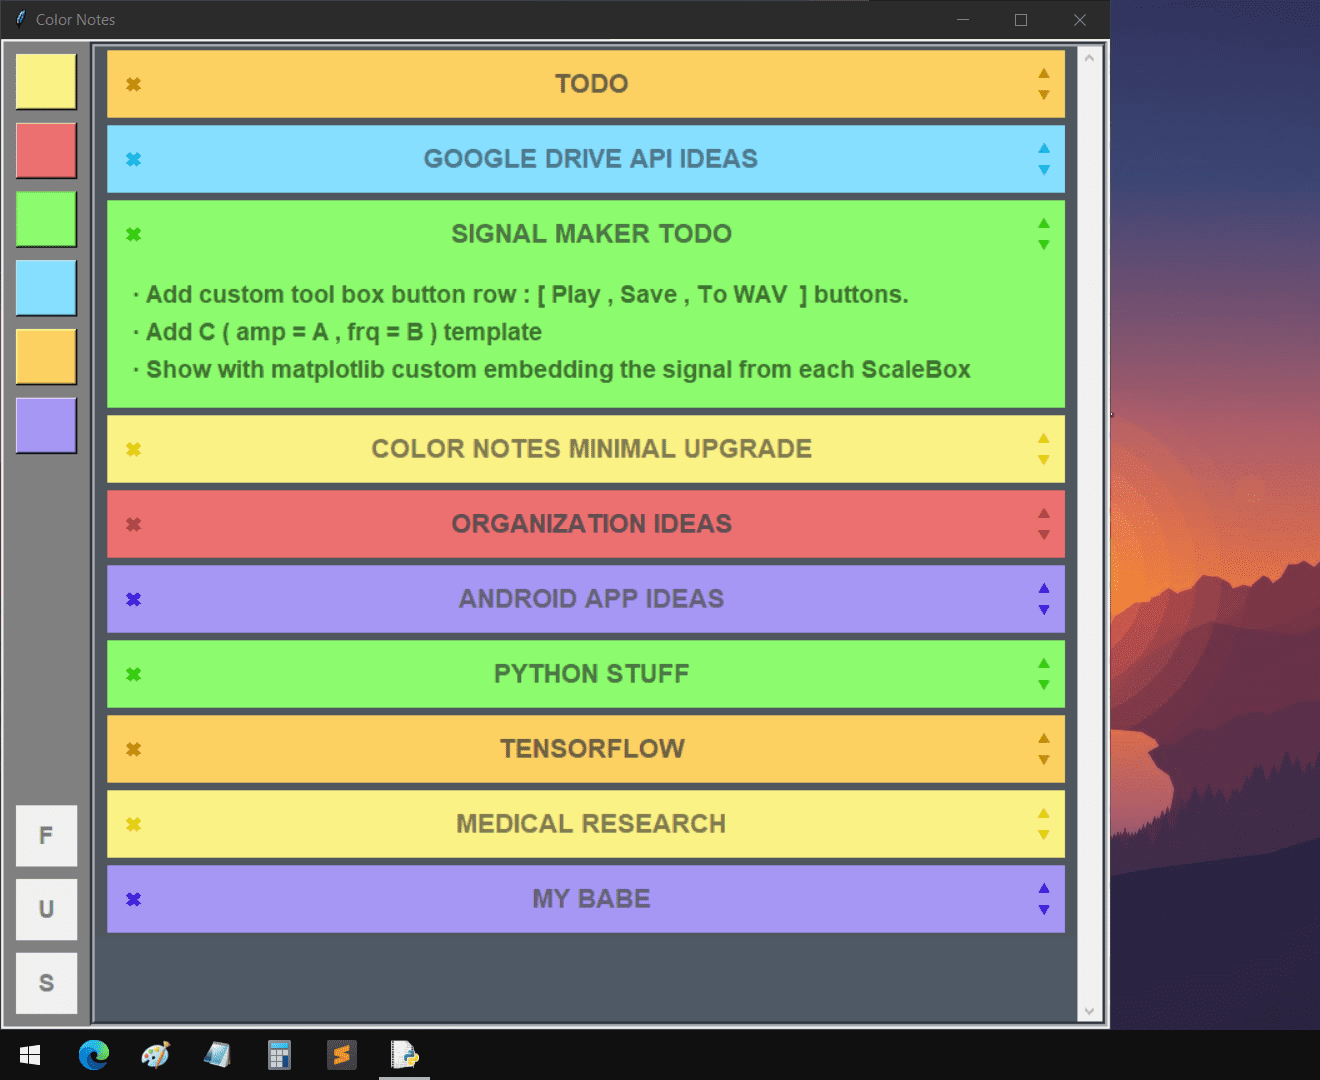 Color Notes
TODO
GOOGLE DRIVE API IDEAS
SIGNAL MAKER TODO
· Add custom tool box button row : [ Play , Save , To WAV  ] buttons.
· Add C ( amp = A , frq = B ) template
· Show with matplotlib custom embedding the signal from each ScaleBox
COLOR NOTES MINIMAL UPGRADE
ORGANIZATION IDEAS
ANDROID APP IDEAS
PYTHON STUFF
TENSORFLOW
MEDICAL RESEARCH
MY BABE
F
U
S